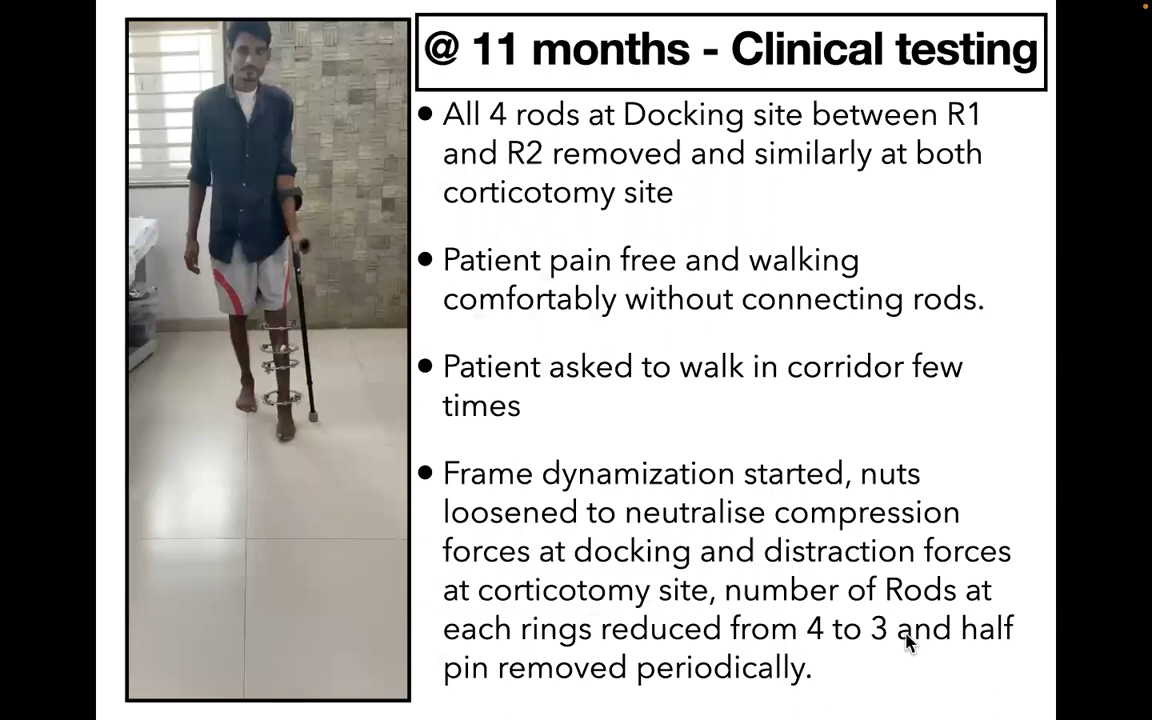 @ 11 months - Clinical testing
• All 4 rods at Docking site between R1
and R2 removed and similarly at both
corticotomy site
• Patient pain free and walking
comfortably without connecting rods.
• Patient asked to walk in corridor few
times
• Frame dynamization started, nuts
loosened to neutralise compression
forces at docking and distraction forces
at corticotomy site, number of Rods at
each rings reduced from 4 to 3 and half
pin removed periodically.